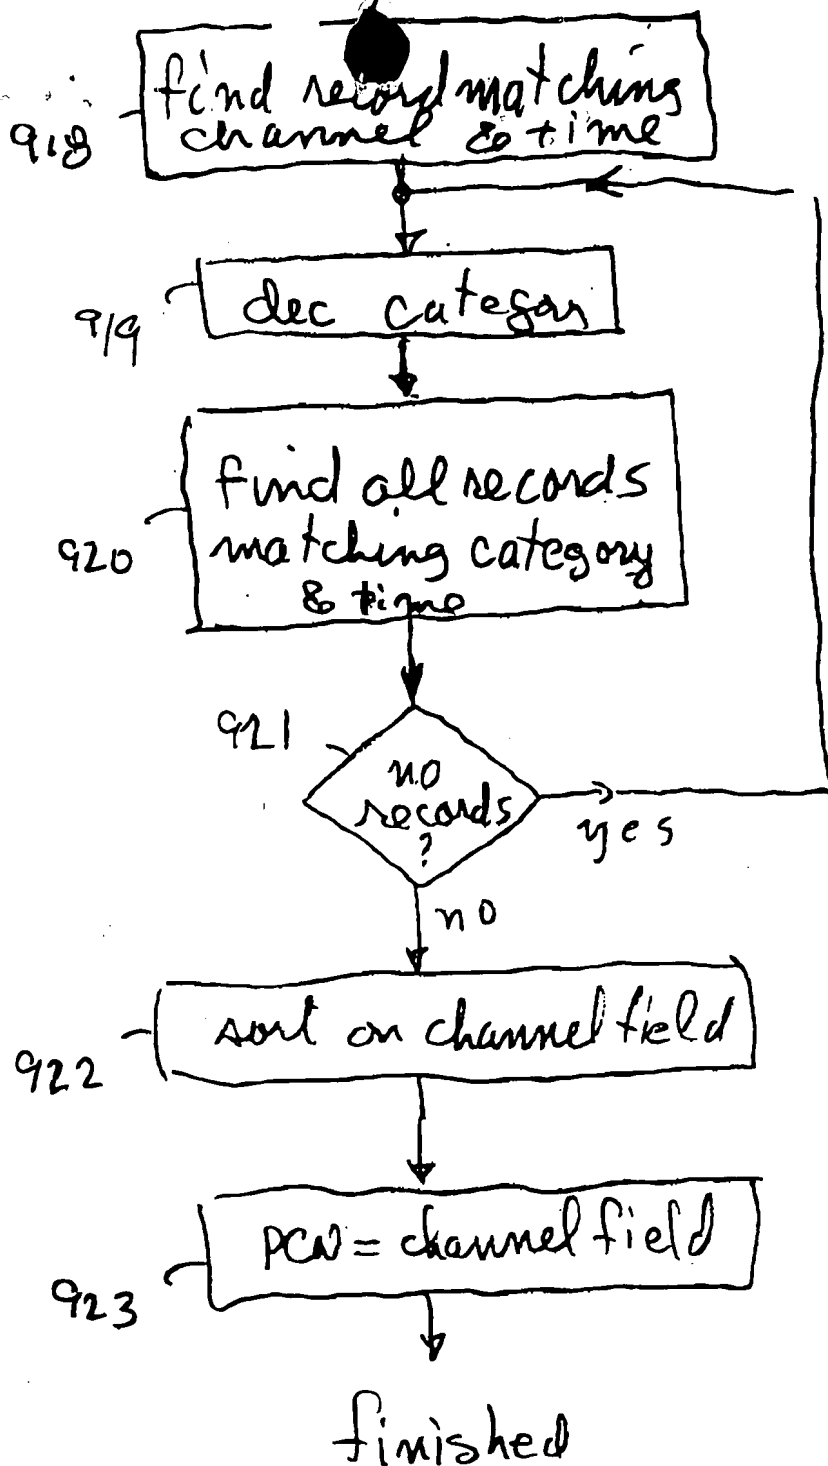 find record matching
channel & time
918
dec categor
919
find all records
matching category
& time
920
921
no
records
?
yes
no
sort on channel field
922
PCN = channel field
923
finished